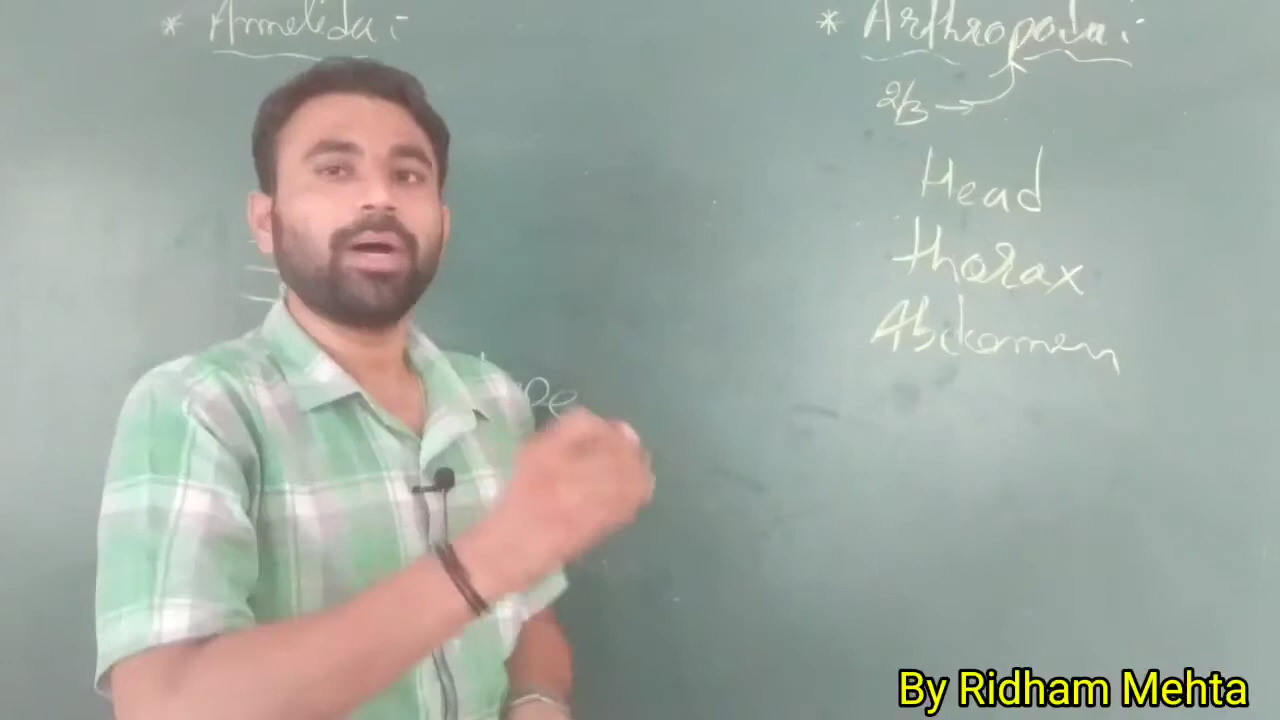 * Annelida :-
* Arthropoda :-
2/3 →
Head
thorax
Abdomen
By Ridham Mehta